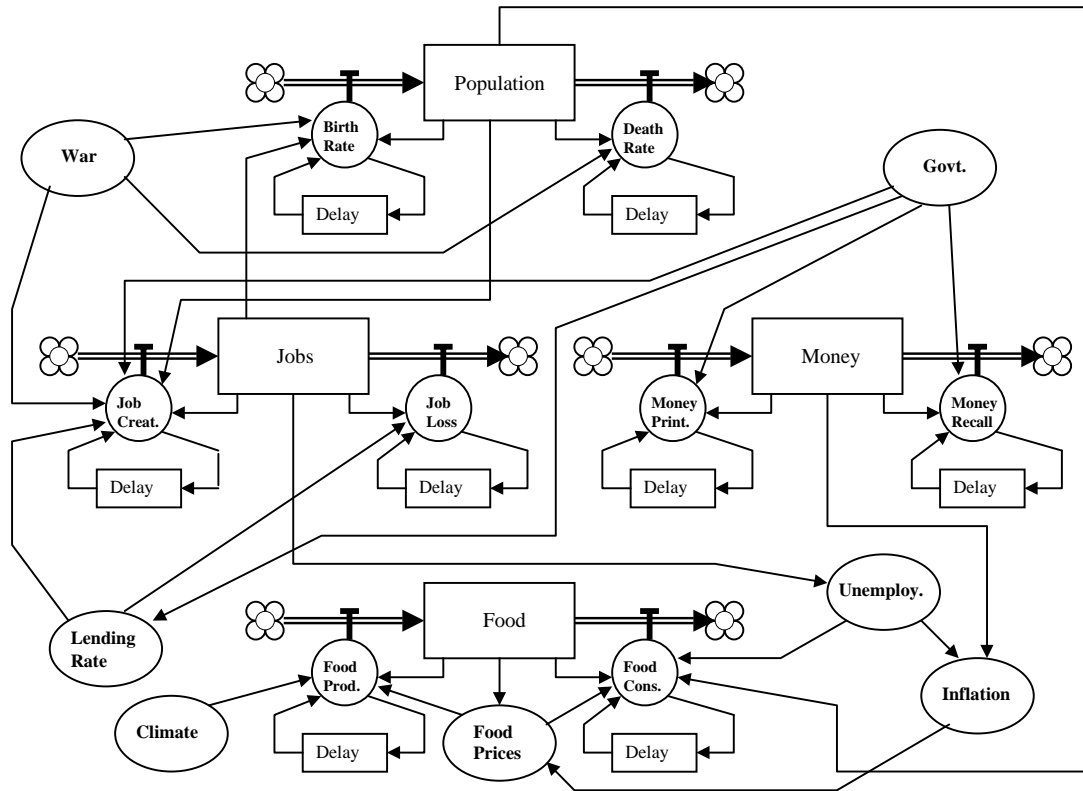 Population
Birth
Rate
Death
Rate
War
Govt.
Delay
Delay
Jobs
Money
Job
Creat.
Job
Loss
Money
Print.
Money
Recall
Delay
Delay
Delay
Delay
Unemploy.
Food
Lending
Rate
Food
Prod.
Food
Cons.
Inflation
Climate
Food
Prices
Delay
Delay